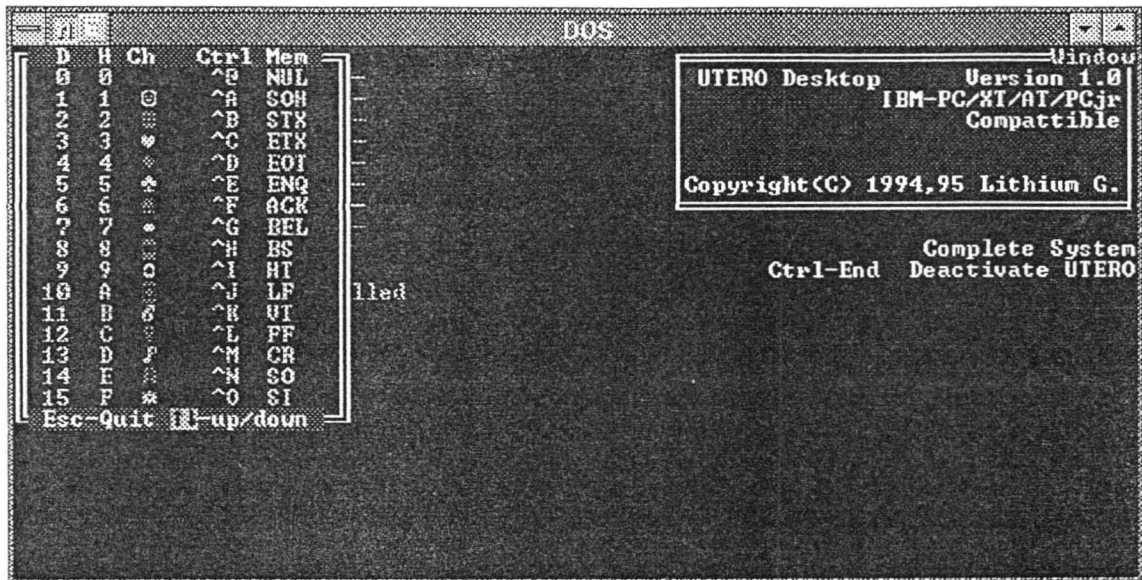 DOS
D H Ch Ctrl Mem
0 0 ^@ NUL
1 1 ☺ ^A SOH
2 2 ^B STX
3 3 ♥ ^C ETX
4 4 ^D EOT
5 5 ♣ ^E ENQ
6 6 ^F ACK
7 7 • ^G BEL
8 8 ^H BS
9 9 ○ ^I HT
10 A ^J LF
11 B ♂ ^K VT
12 C ^L FF
13 D ♪ ^M CR
14 E ^N SO
15 F ☼ ^O SI
Esc-Quit -up/down
lled
Window
UTERO Desktop Version 1.0
IBM-PC/XT/AT/PCjr
Compattible
Copyright(C) 1994,95 Lithium G.
Complete System
Ctrl-End Deactivate UTERO